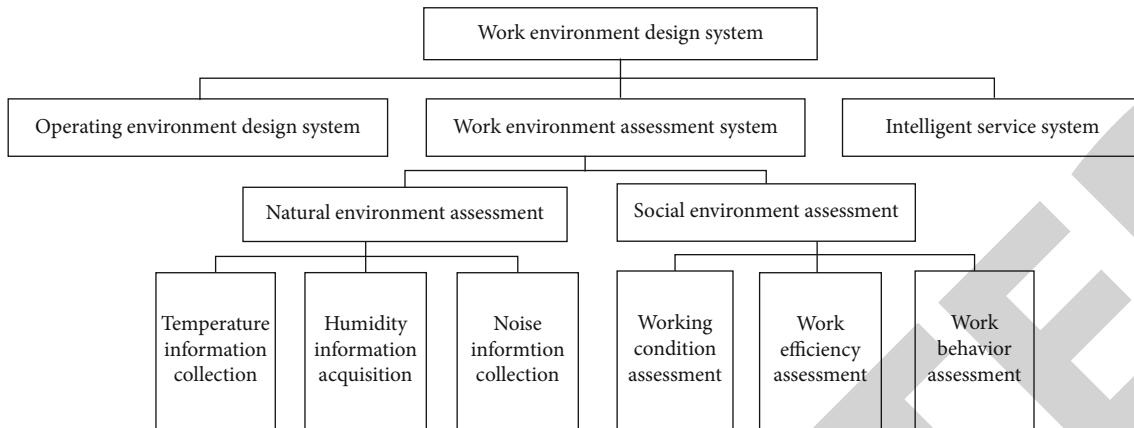 Work environment design system
Operating environment design system
Work environment assessment system
Intelligent service system
Natural environment assessment
Social environment assessment
Temperature
information
collection
Humidity
information
acquisition
Noise
informtion
collection
Working
condition
assessment
Work
efficiency
assessment
Work
behavior
assessment